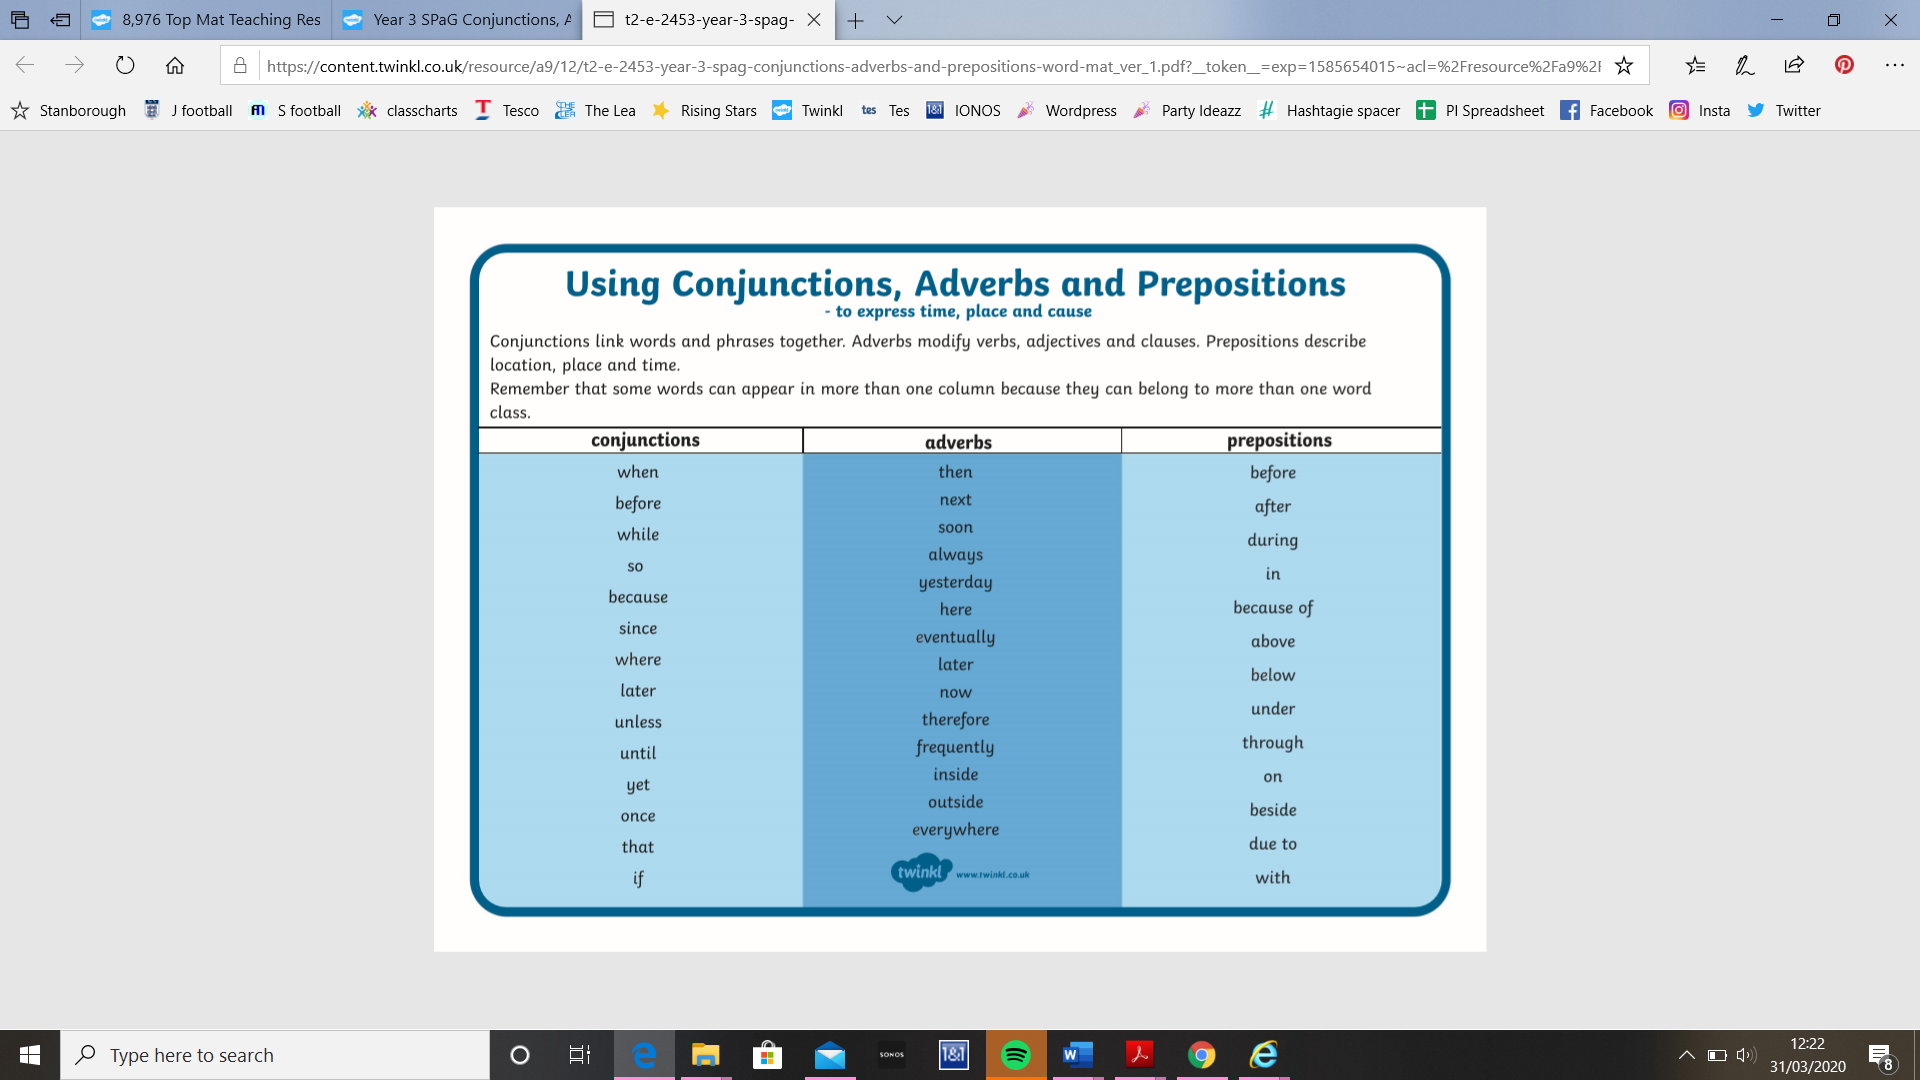 8,976 Top Mat Teaching Res
Year 3 SPaG Conjunctions, A
t2-e-2453-year-3-spag-
https://content.twinkl.co.uk/resource/a9/12/t2-e-2453-year-3-spag-conjunctions-adverbs-and-prepositions-word-mat_ver_1.pdf?__token__=exp=1585654015~acl=%2Fresource%2Fa9%2F
Stanborough J football S football classcharts Tesco The Lea Rising Stars Twinkl tes Tes 1&1 IONOS Wordpress Party Ideazz Hashtagie spacer PI Spreadsheet Facebook Insta Twitter
Using Conjunctions, Adverbs and Prepositions
- to express time, place and cause
Conjunctions link words and phrases together. Adverbs modify verbs, adjectives and clauses. Prepositions describe
location, place and time.
Remember that some words can appear in more than one column because they can belong to more than one word
class.
conjunctions
when
before
while
so
because
since
where
later
unless
until
yet
once
that
if
adverbs
then
next
soon
always
yesterday
here
eventually
later
now
therefore
frequently
inside
outside
everywhere
twinkl www.twinkl.co.uk
prepositions
before
after
during
in
because of
above
below
under
through
on
beside
due to
with
Type here to search
SONOS
1&1
12:22
31/03/2020
8